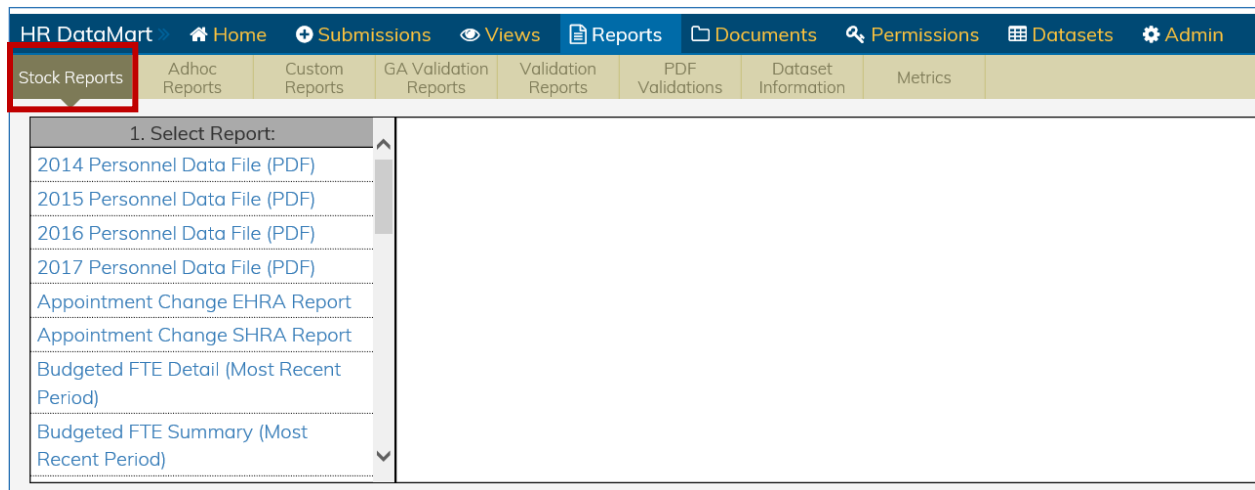 HR DataMart » Home Submissions Views Reports Documents Permissions Datasets Admin
Stock Reports Adhoc Reports Custom Reports GA Validation Reports Validation Reports PDF Validations Dataset Information Metrics
1. Select Report:
2014 Personnel Data File (PDF)
2015 Personnel Data File (PDF)
2016 Personnel Data File (PDF)
2017 Personnel Data File (PDF)
Appointment Change EHRA Report
Appointment Change SHRA Report
Budgeted FTE Detail (Most Recent
Period)
Budgeted FTE Summary (Most
Recent Period)